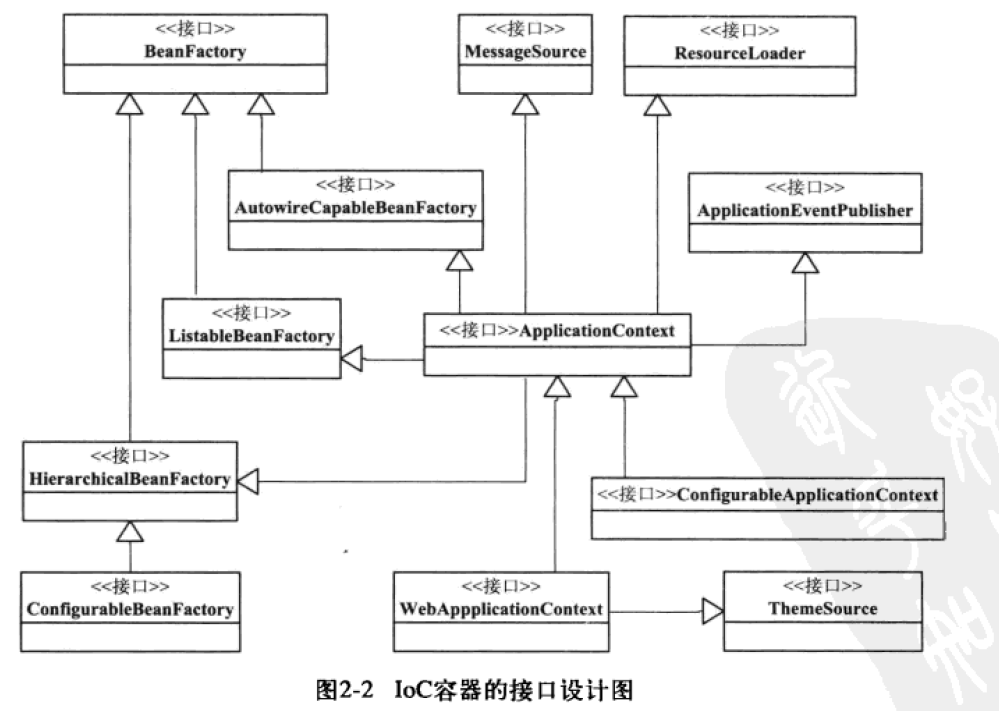 <<接口>>
BeanFactory
<<接口>>
MessageSource
<<接口>>
ResourceLoader
<<接口>>
AutowireCapableBeanFactory
<<接口>>
ApplicationEventPublisher
<<接口>>
ListableBeanFactory
<<接口>>ApplicationContext
<<接口>>
HierarchicalBeanFactory
<<接口>>ConfigurableApplicationContext
<<接口>>
ConfigurableBeanFactory
<<接口>>
WebAppplicationContext
<<接口>>
ThemeSource
图2-2 IoC容器的接口设计图